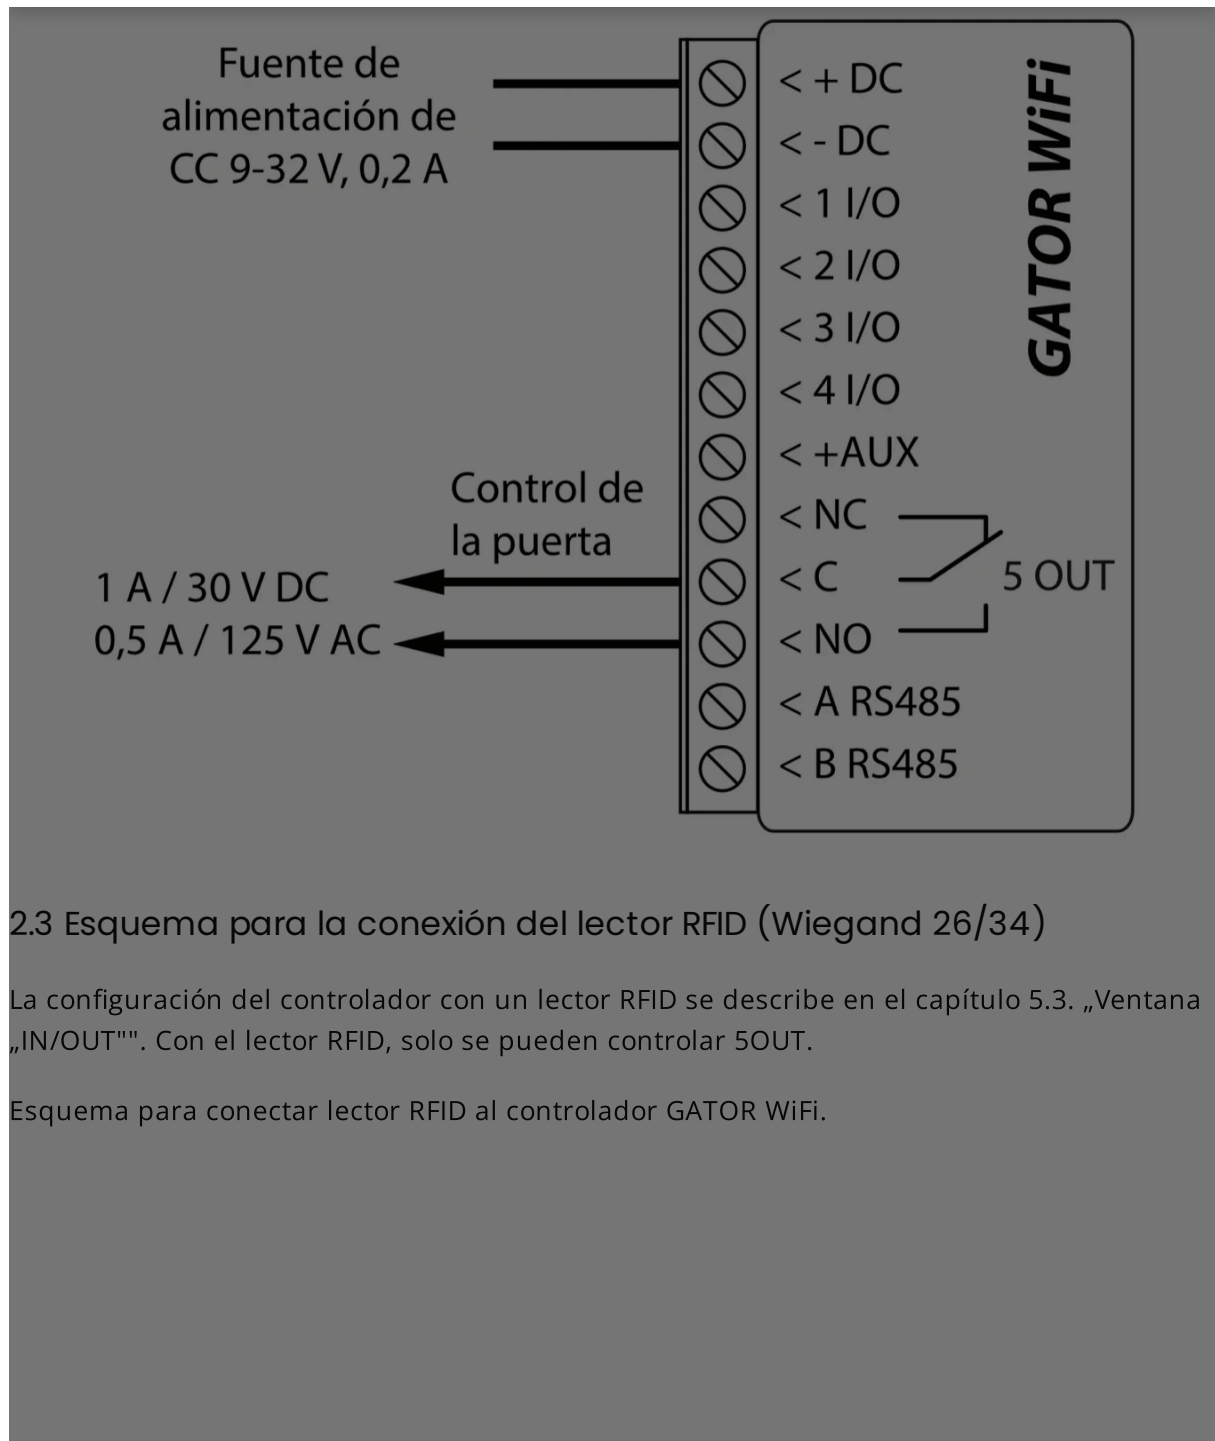 Fuente de
alimentación de
CC 9-32 V, 0,2 A
< + DC
< - DC
< 1 I/O
< 2 I/O
< 3 I/O
< 4 I/O
< +AUX
< NC
< C
< NO
< A RS485
< B RS485
GATOR WiFi
5 OUT
Control de
la puerta
1 A / 30 V DC
0,5 A / 125 V AC
2.3 Esquema para la conexión del lector RFID (Wiegand 26/34)
La configuración del controlador con un lector RFID se describe en el capítulo 5.3. „Ventana
„IN/OUT"". Con el lector RFID, solo se pueden controlar 5OUT.
Esquema para conectar lector RFID al controlador GATOR WiFi.